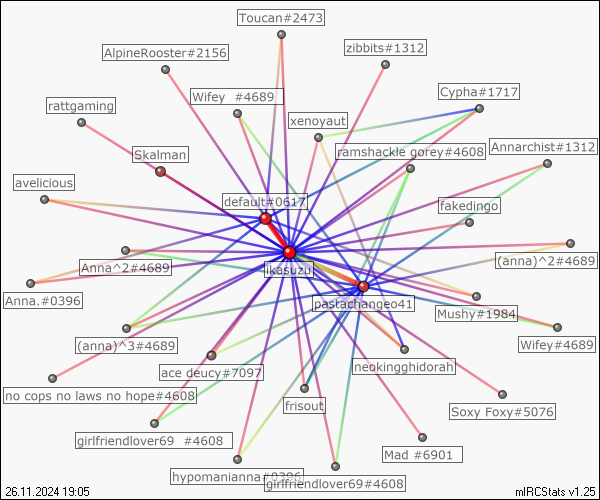 Toucan#2473
zibbits#1312
AlpineRooster#2156
Cypha#1717
Wifey #4689
rattgaming
xenoyaut
ramshackle gorey#4608
Annarchist#1312
Skalman
avelicious
default#0617
fakedingo
(anna)^2#4689
Anna^2#4689
likasuzu
Anna.#0396
pastachangeo41
Mushy#1984
(anna)^3#4689
Wifey#4689
ace deucy#7097
neokingghidorah
no cops no laws no hope#4608
frisout
Soxy Foxy#5076
girlfriendlover69 #4608
Mad #6901
hypomanianna#0396
girlfriendlover69#4608
26.11.2024 19:05
mIRCStats v1.25